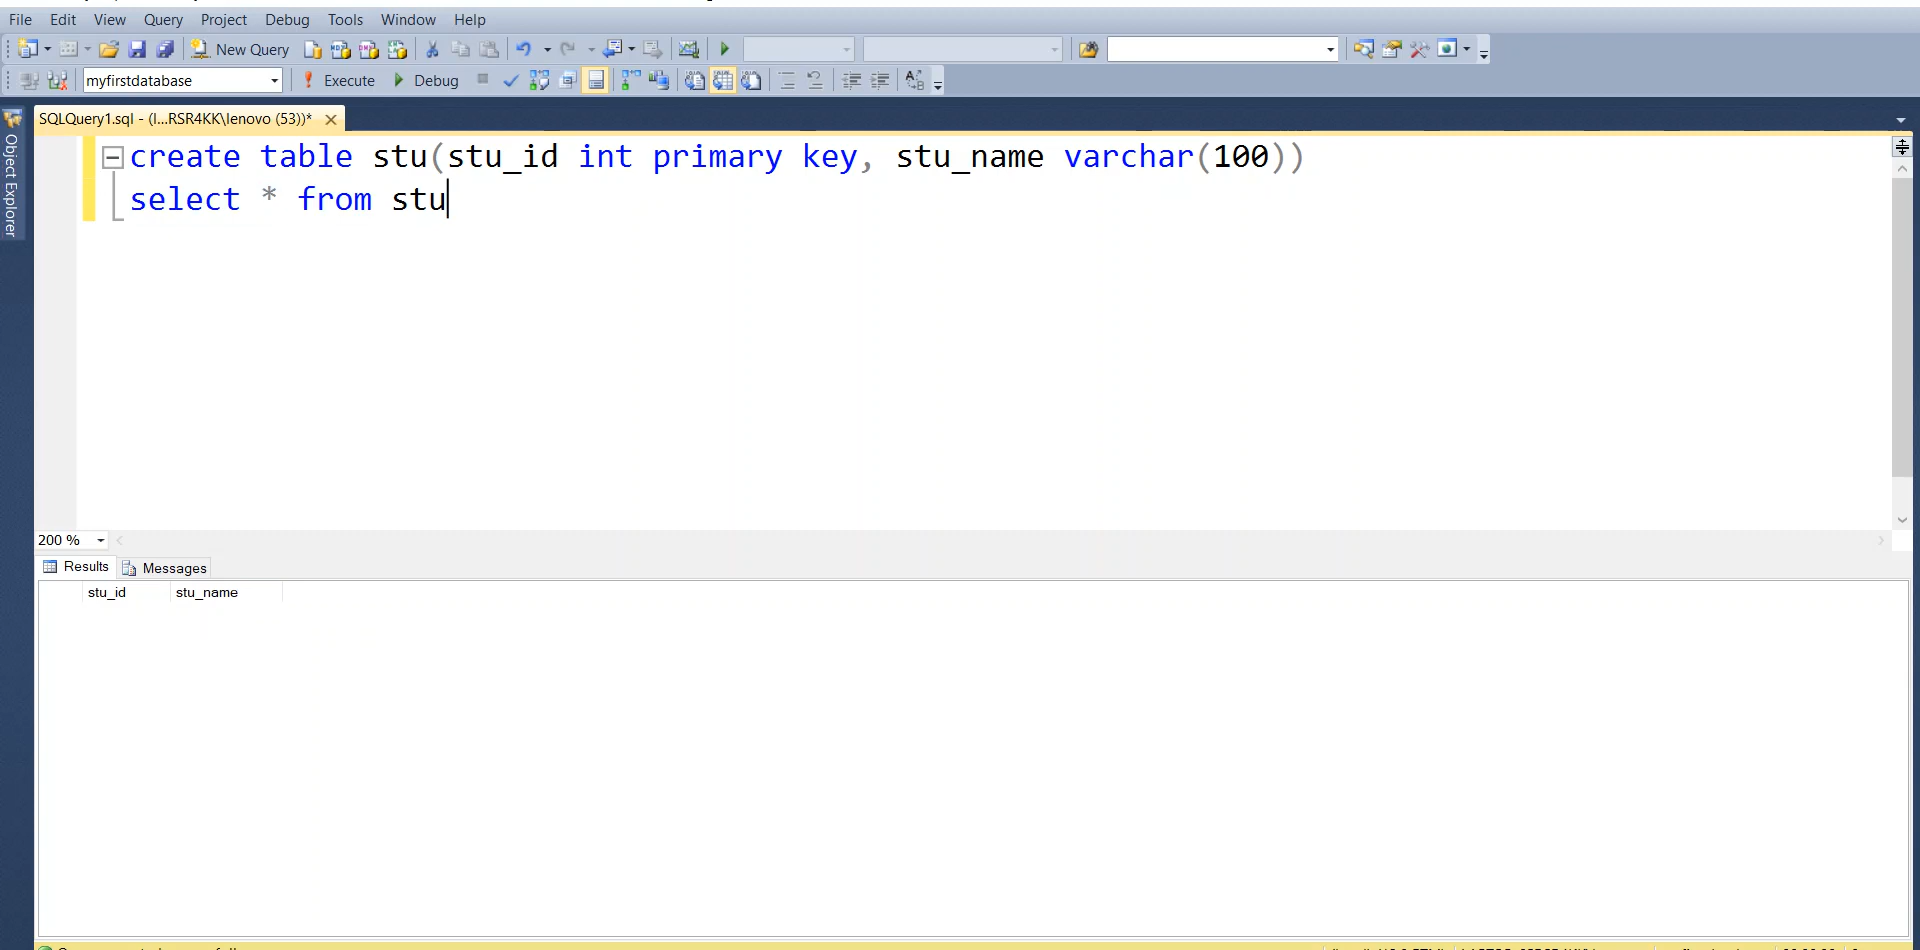 File Edit View Query Project Debug Tools Window Help
New Query
myfirstdatabase Execute Debug
SQLQuery1.sql - (l...RSR4KK\lenovo (53))*
Object Explorer
create table stu(stu_id int primary key, stu_name varchar(100))
select * from stu
200 %
Results Messages
stu_id stu_name